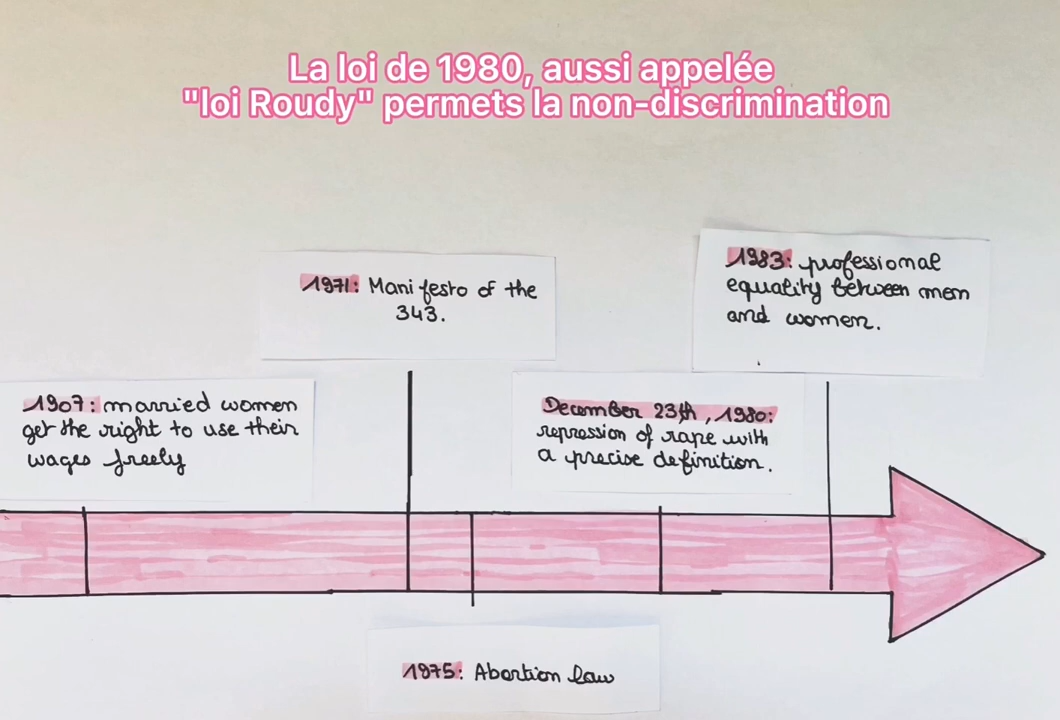 La loi de 1980, aussi appelée
"loi Roudy" permets la non-discrimination
1983: professional
equality between men
and women.
1971: Manifesto of the
343.
1907: married women
get the right to use their
wages freely
December 23th, 1980:
repression of rape with
a precise definition.
1975: Abortion law